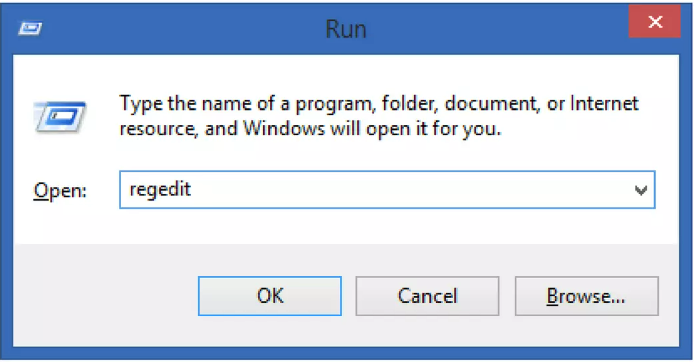 Run
Type the name of a program, folder, document, or Internet
resource, and Windows will open it for you.
Open: regedit
OK Cancel Browse...